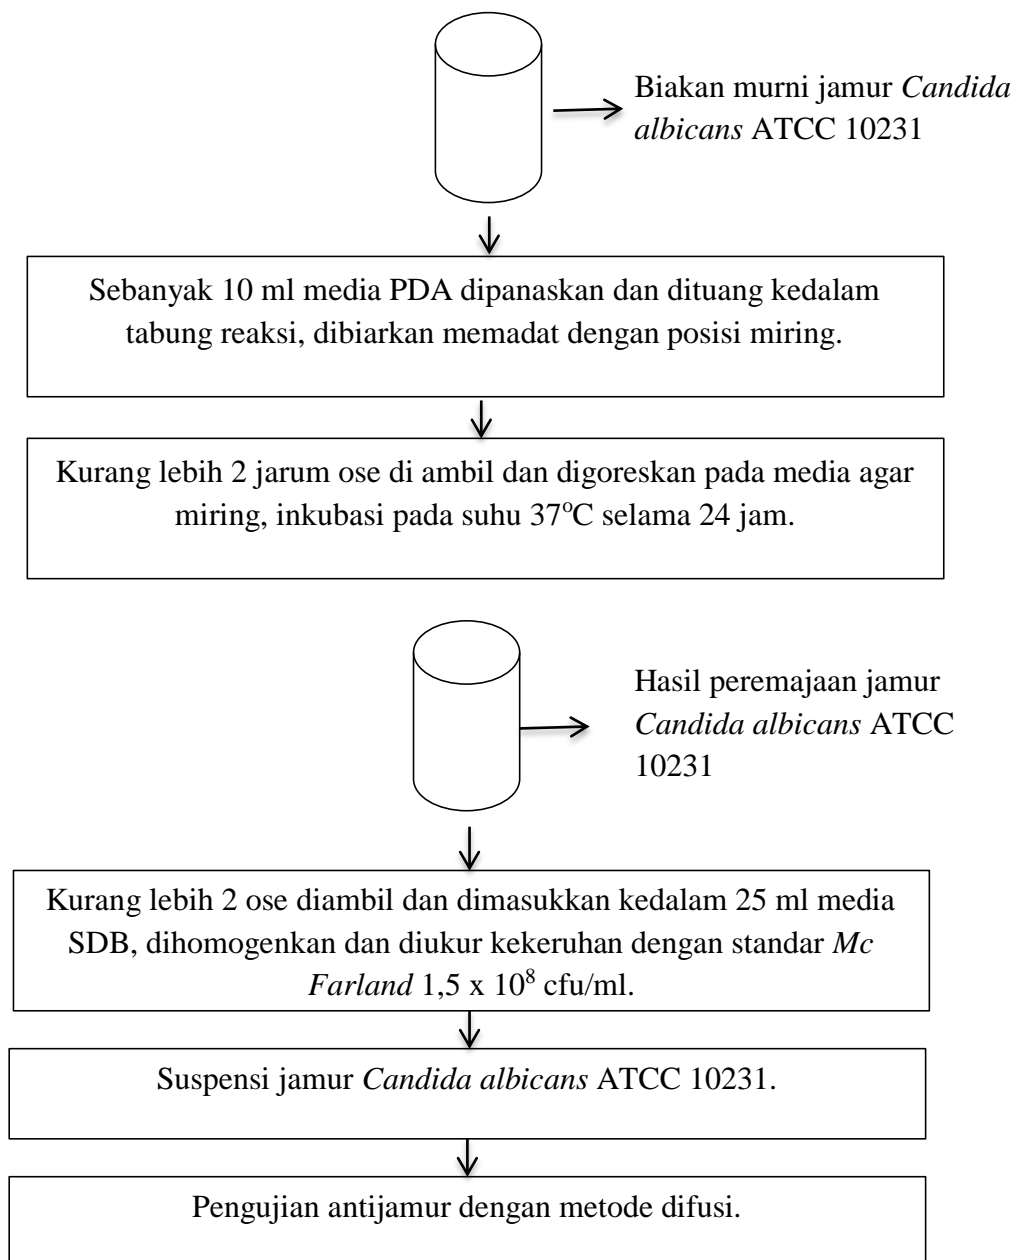 Biakan murni jamur Candida
albicans ATCC 10231
Sebanyak 10 ml media PDA dipanaskan dan dituang kedalam
tabung reaksi, dibiarkan memadat dengan posisi miring.
Kurang lebih 2 jarum ose di ambil dan digoreskan pada media agar
miring, inkubasi pada suhu 37°C selama 24 jam.
Hasil peremajaan jamur
Candida albicans ATCC
10231
Kurang lebih 2 ose diambil dan dimasukkan kedalam 25 ml media
SDB, dihomogenkan dan diukur kekeruhan dengan standar Mc
Farland 1,5 x 10⁸ cfu/ml.
Suspensi jamur Candida albicans ATCC 10231.
Pengujian antijamur dengan metode difusi.